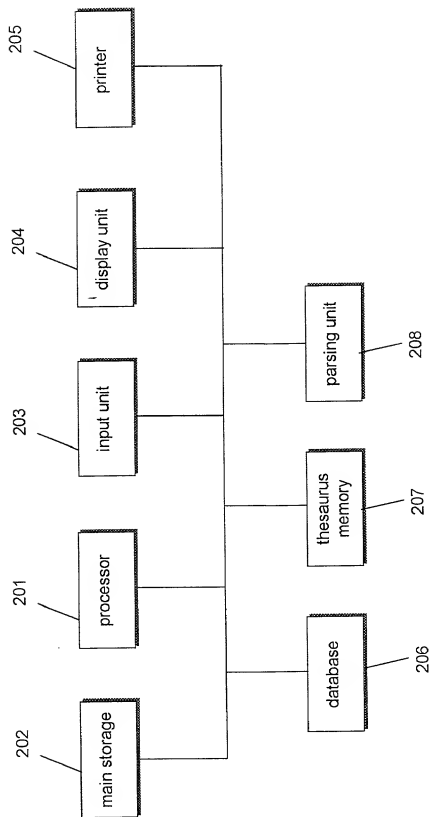 202
main storage
201
processor
203
input unit
204
display unit
205
printer
database
206
thesaurus
memory
207
parsing unit
208